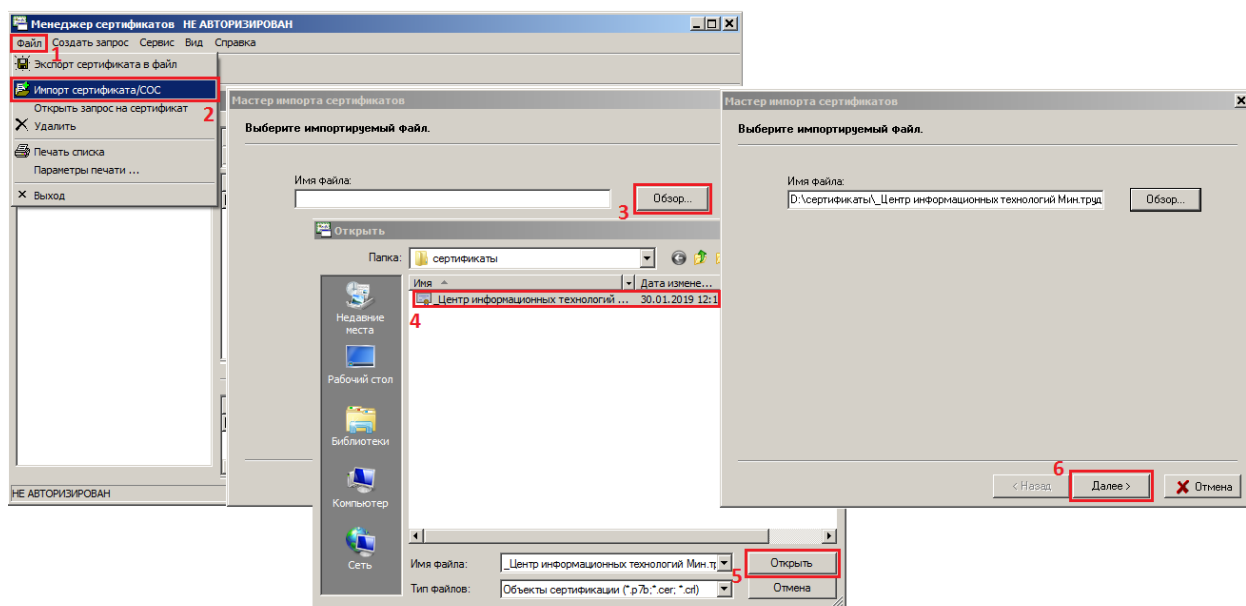 Менеджер сертификатов НЕ АВТОРИЗИРОВАН
Файл Создать запрос Сервис Вид Справка
1
Экспорт сертификата в файл
Импорт сертификата/СОС
2
Открыть запрос на сертификат
Удалить
Печать списка
Параметры печати ...
Выход
НЕ АВТОРИЗИРОВАН
Мастер импорта сертификатов
Выберите импортируемый файл.
Имя файла:
Обзор...
3
Открыть
Папка: сертификаты
Имя Дата измене...
_Центр информационных технологий ... 30.01.2019 12:1
4
Недавние места
Рабочий стол
Библиотеки
Компьютер
Сеть
Имя файла: _Центр информационных технологий Мин.тр
Открыть
5
Тип файлов: Объекты сертификации (*.p7b;*.cer; *.crl)
Отмена
Мастер импорта сертификатов
Выберите импортируемый файл.
Имя файла:
D:\сертификаты\_Центр информационных технологий Мин.труд
Обзор...
6
< Назад Далее > Отмена